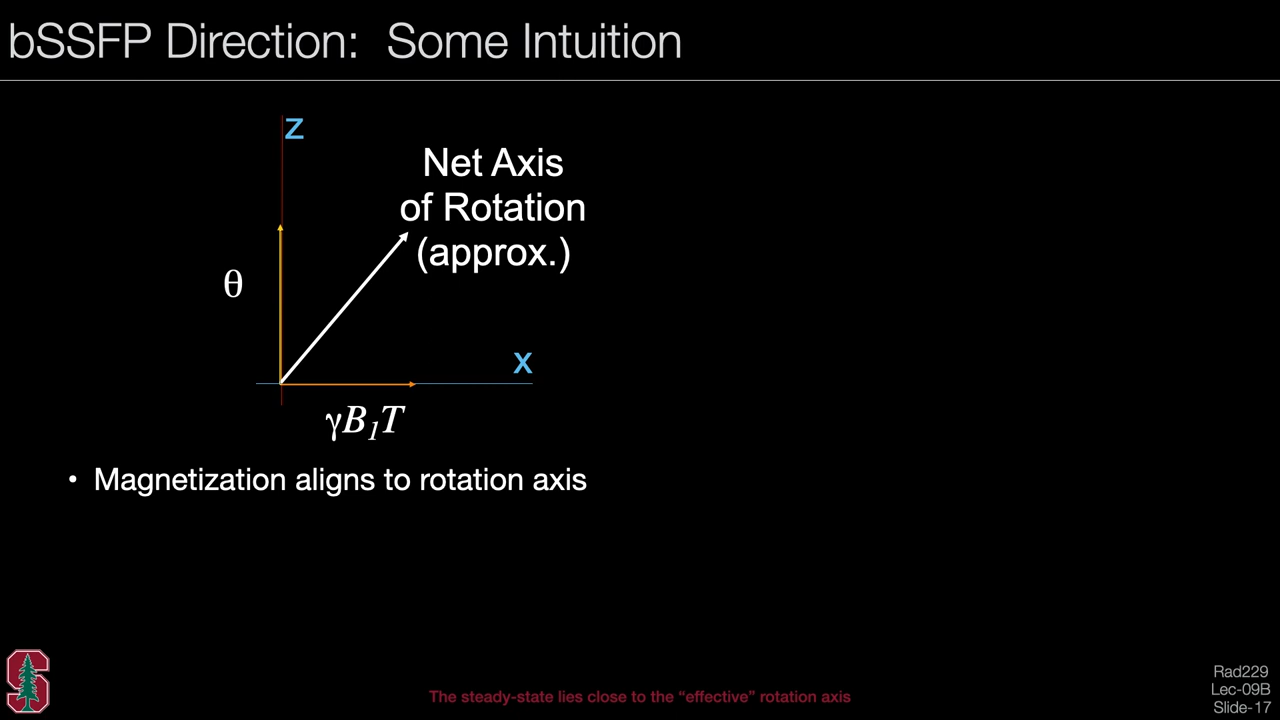 bSSFP Direction: Some Intuition
z
Net Axis
of Rotation
(approx.)
θ
x
γB₁T
• Magnetization aligns to rotation axis
S
The steady-state lies close to the “effective” rotation axis
Rad229
Lec-09B
Slide-17